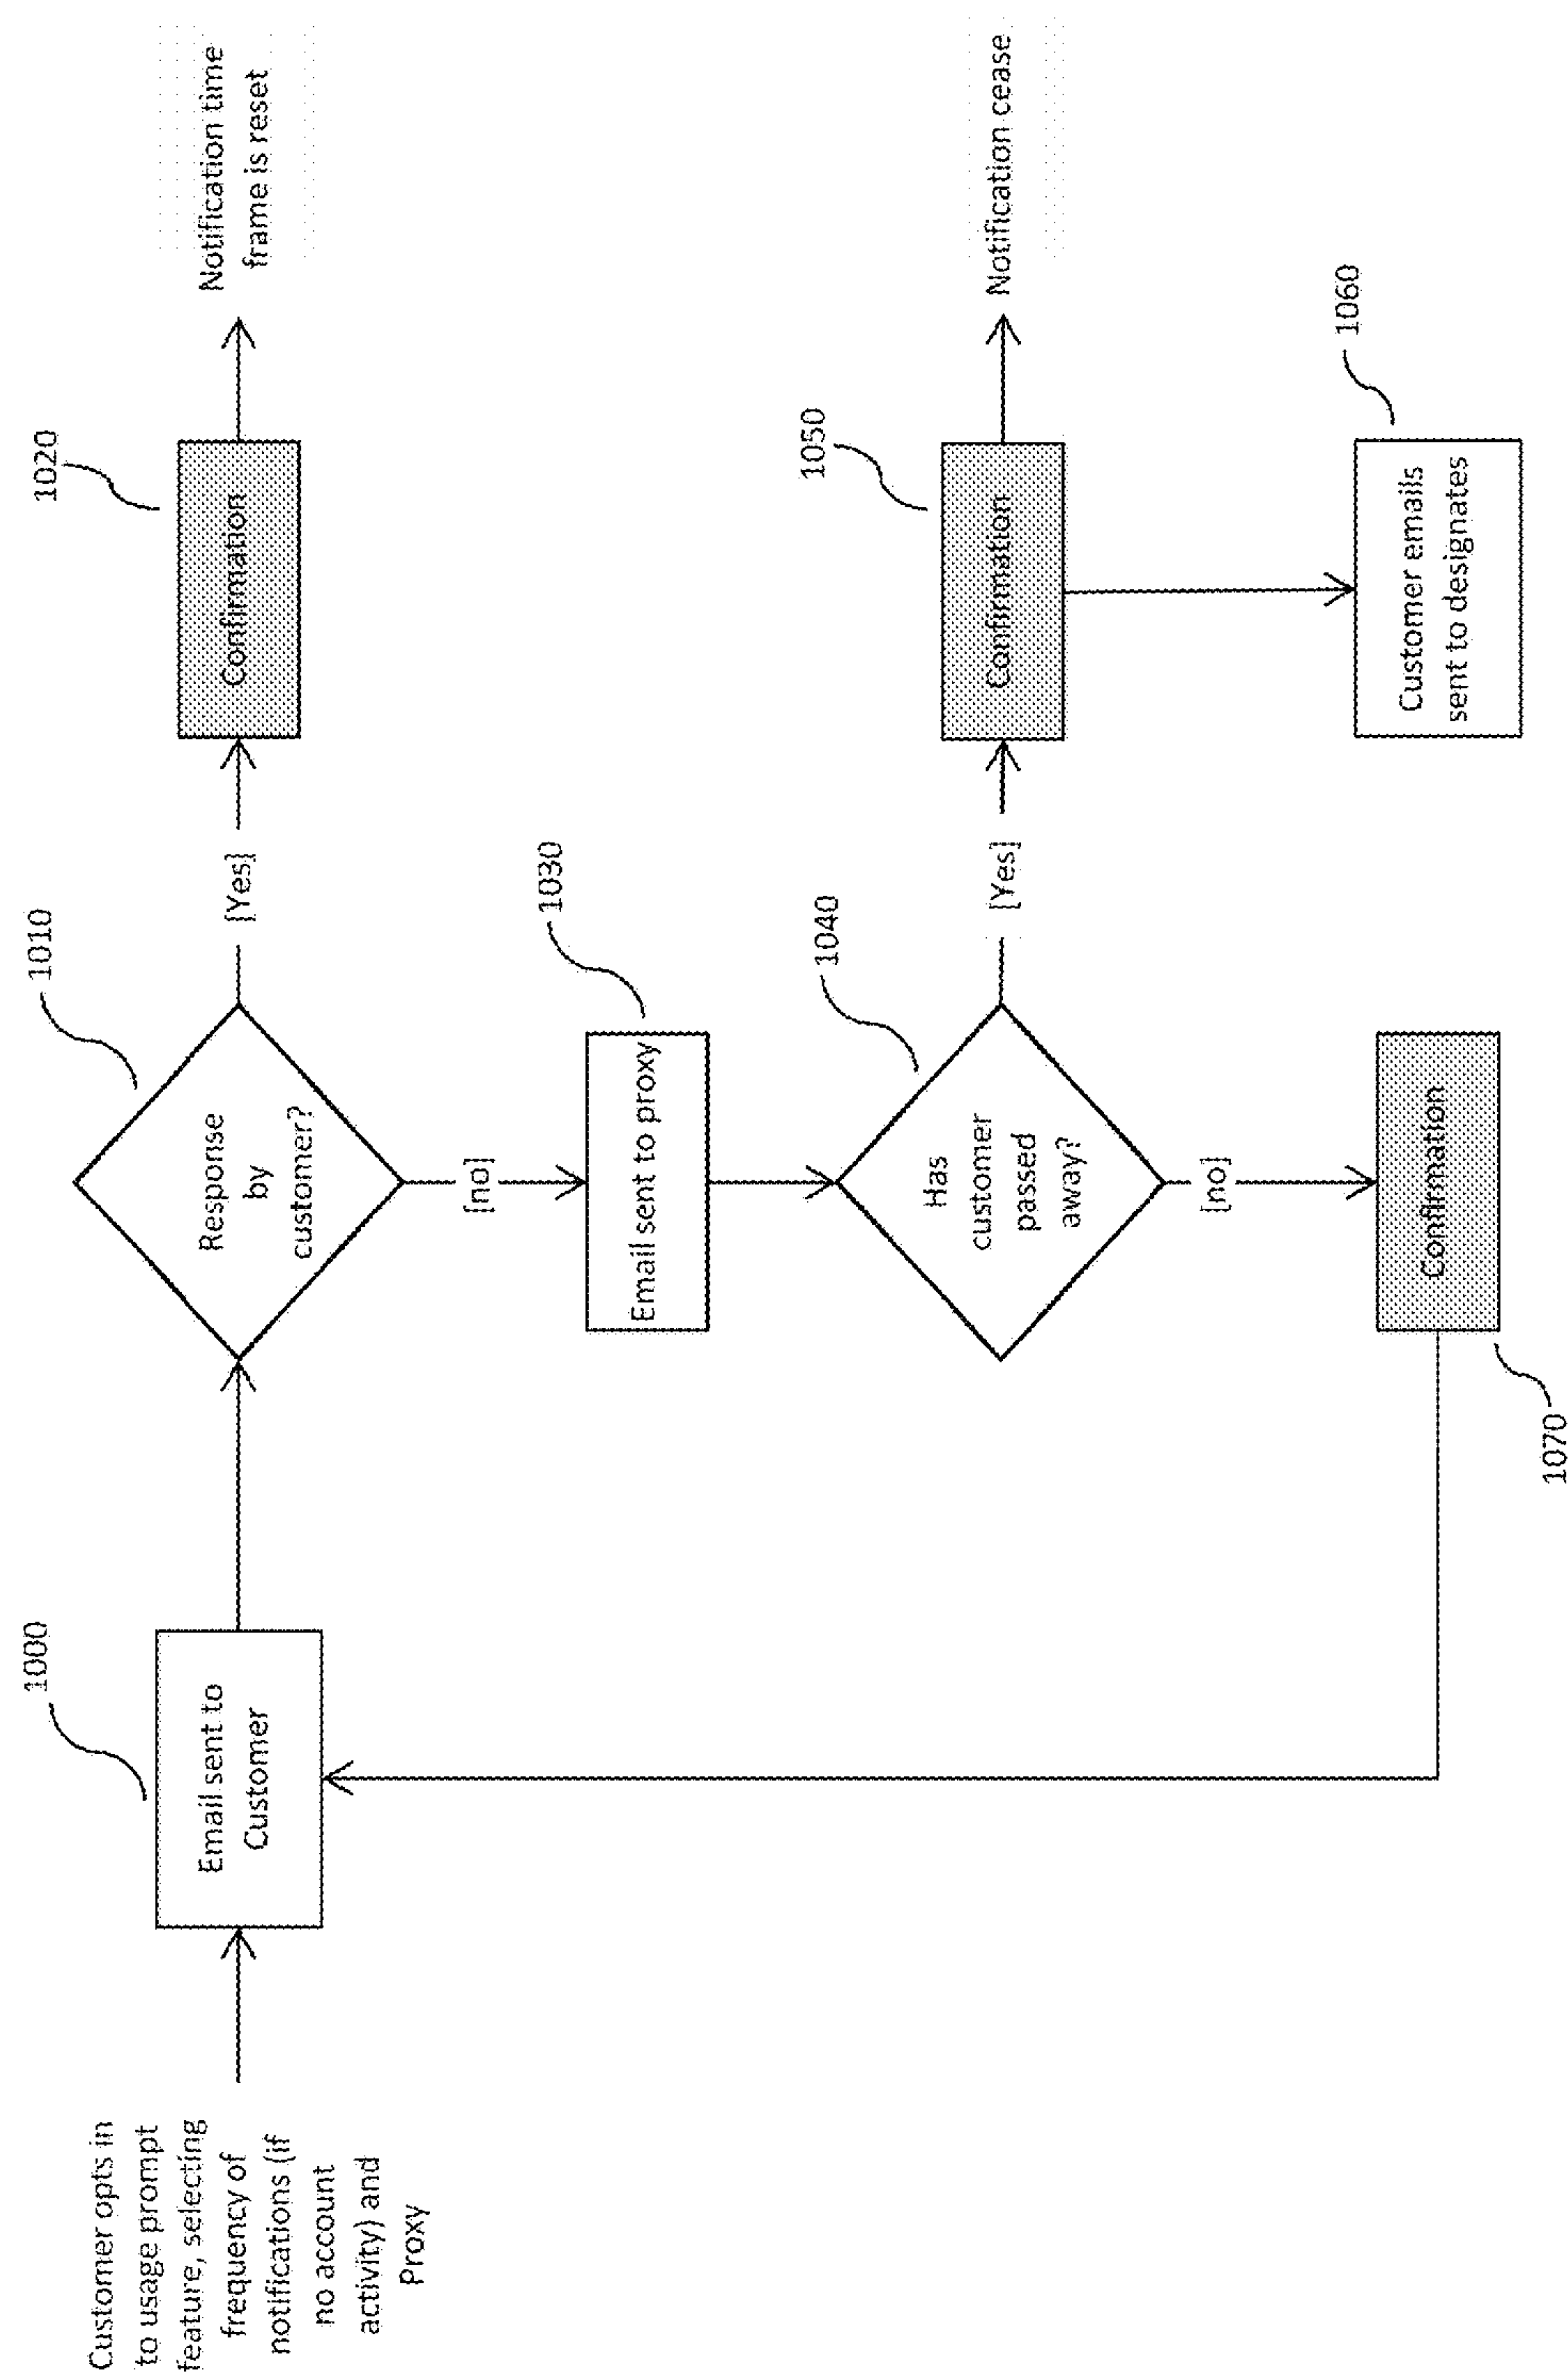 Customer opts in
to usage prompt
feature, selecting
frequency of
notifications (if
no account
activity) and
Proxy
1000
Email sent to
Customer
1010
Response
by
customer?
[Yes]
1020
Confirmation
Notification time
frame is reset
[no]
1030
Email sent to proxy
1040
Has
customer
passed
away?
[Yes]
1050
Confirmation
Notification cease
1060
Customer emails
sent to designates
[no]
Confirmation
1070